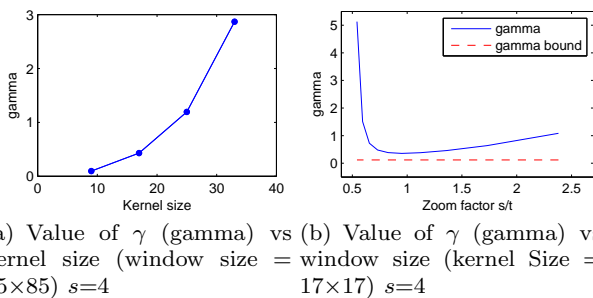 3
2
1
0
gamma
0
10
20
30
40
Kernel size
gamma
gamma bound
5
4
3
2
1
0
gamma
0.5
1
1.5
2
2.5
Zoom factor s/t
) Value of γ (gamma) vs
ernel size (window size =
5×85) s=4
(b) Value of γ (gamma) v
window size (kernel Size =
17×17) s=4